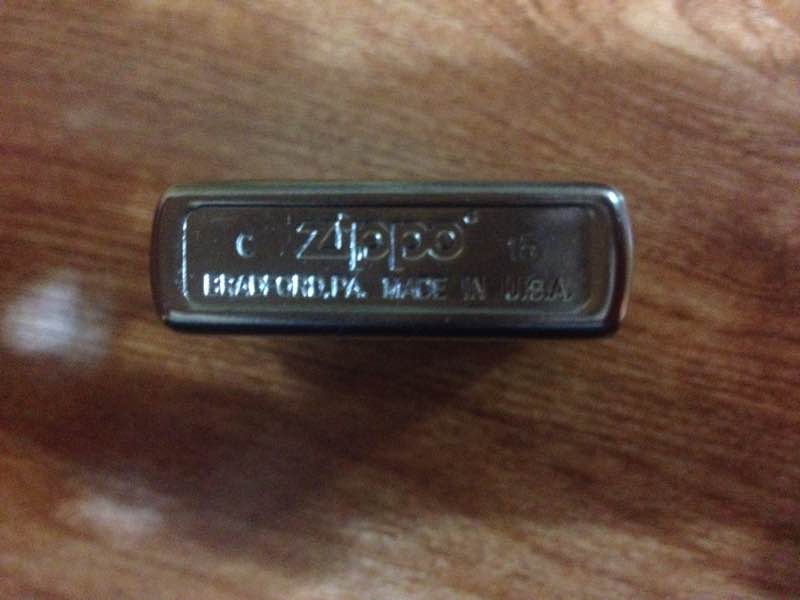 C Zippo 15
BRADFORD, PA. MADE IN U.S.A.